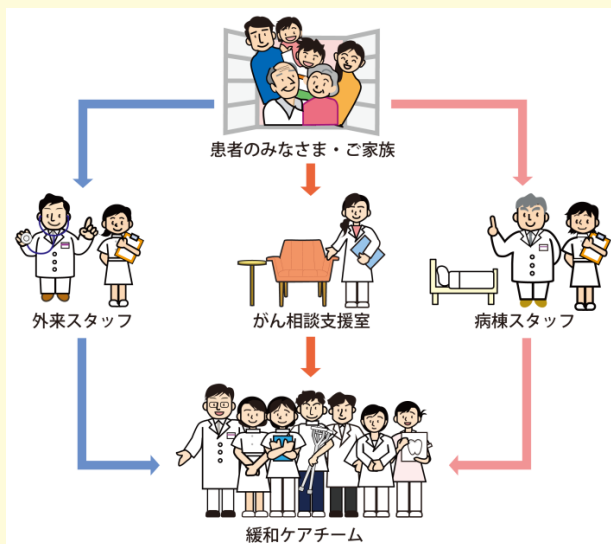 患者のみなさま・ご家族
外来スタッフ
がん相談支援室
病棟スタッフ
緩和ケアチーム